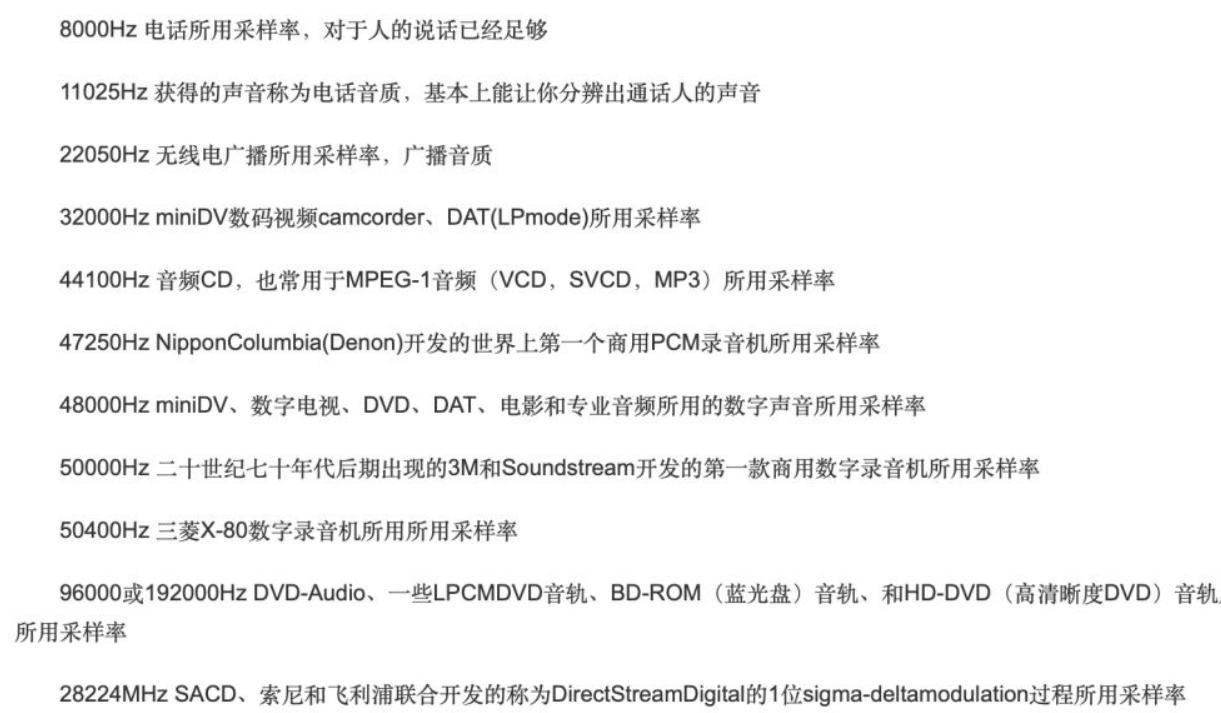 8000Hz 电话所用采样率，对于人的说话已经足够
11025Hz 获得的声音称为电话音质，基本上能让你分辨出通话人的声音
22050Hz 无线电广播所用采样率，广播音质
32000Hz miniDV数码视频camcorder、DAT(LPmode)所用采样率
44100Hz 音频CD，也常用于MPEG-1音频（VCD，SVCD，MP3）所用采样率
47250Hz NipponColumbia(Denon)开发的世界上第一个商用PCM录音机所用采样率
48000Hz miniDV、数字电视、DVD、DAT、电影和专业音频所用的数字声音所用采样率
50000Hz 二十世纪七十年代后期出现的3M和Soundstream开发的第一款商用数字录音机所用采样率
50400Hz 三菱X-80数字录音机所用所用采样率
96000或192000Hz DVD-Audio、一些LPCMDVD音轨、BD-ROM（蓝光盘）音轨、和HD-DVD（高清晰度DVD）音轨
所用采样率
28224MHz SACD、索尼和飞利浦联合开发的称为DirectStreamDigital的1位sigma-deltamodulation过程所用采样率